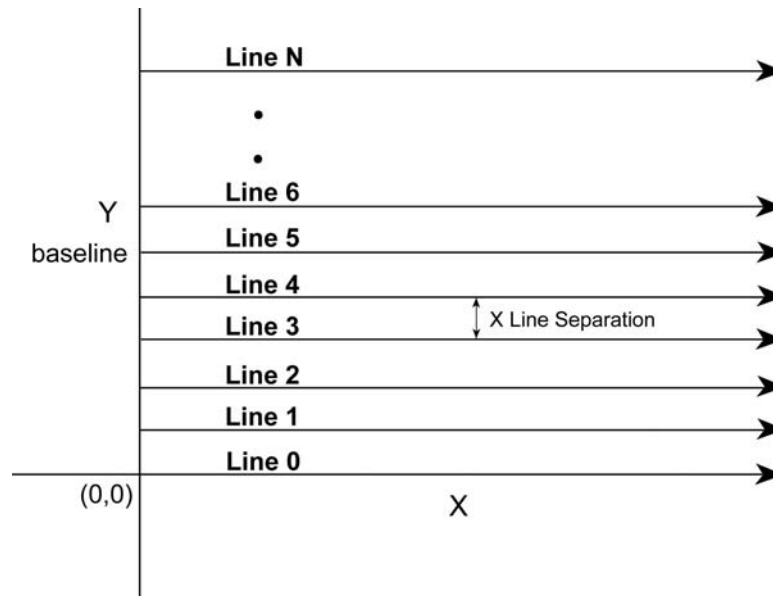 Line N
Line 6
Y
baseline
Line 5
Line 4
X Line Separation
Line 3
Line 2
Line 1
Line 0
(0,0)
X